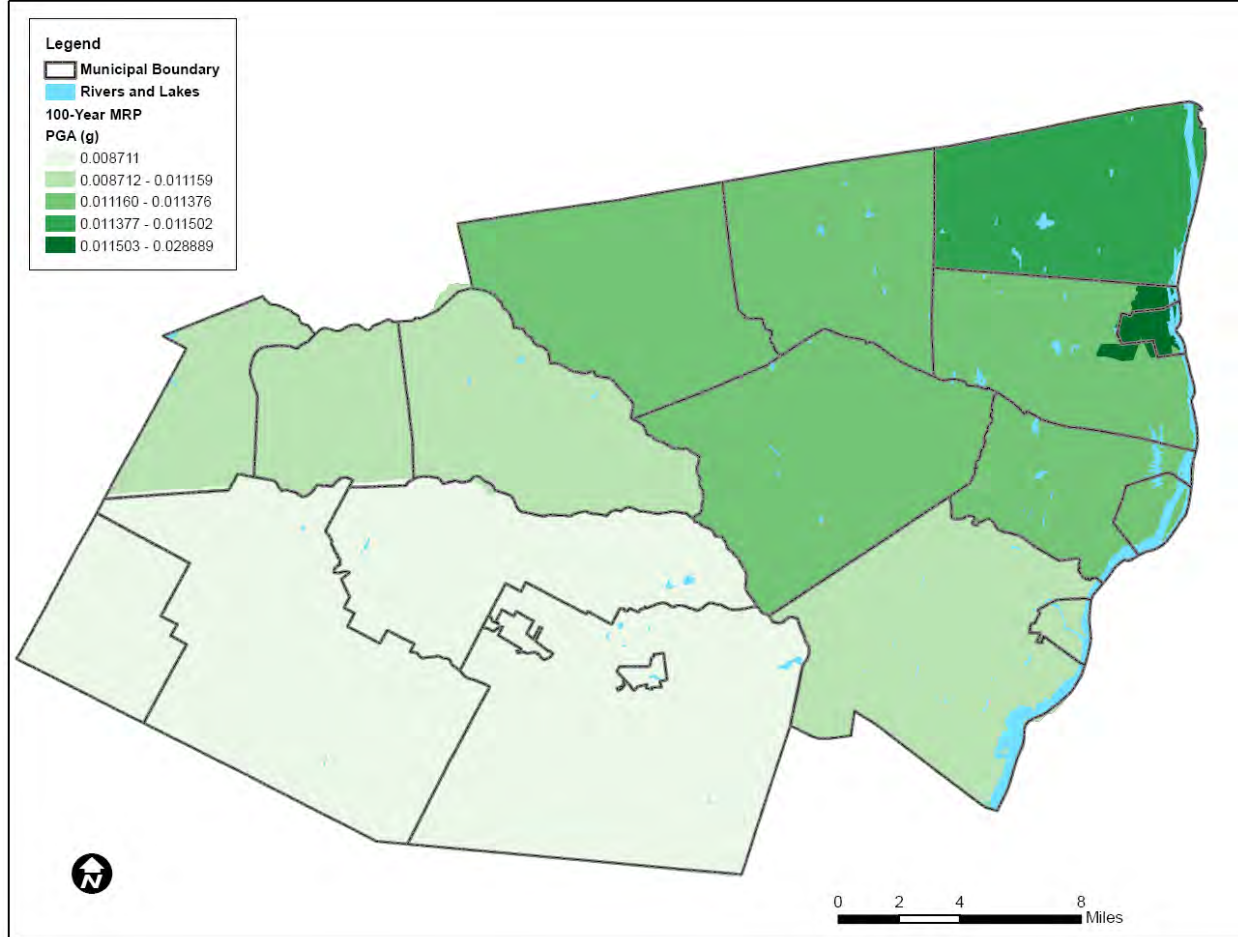 Legend
Municipal Boundary
Rivers and Lakes
100-Year MRP
PGA (g)
0.008711
0.008712 - 0.011159
0.011160 - 0.011376
0.011377 - 0.011502
0.011503 - 0.028889
N
0 2 4 8
Miles